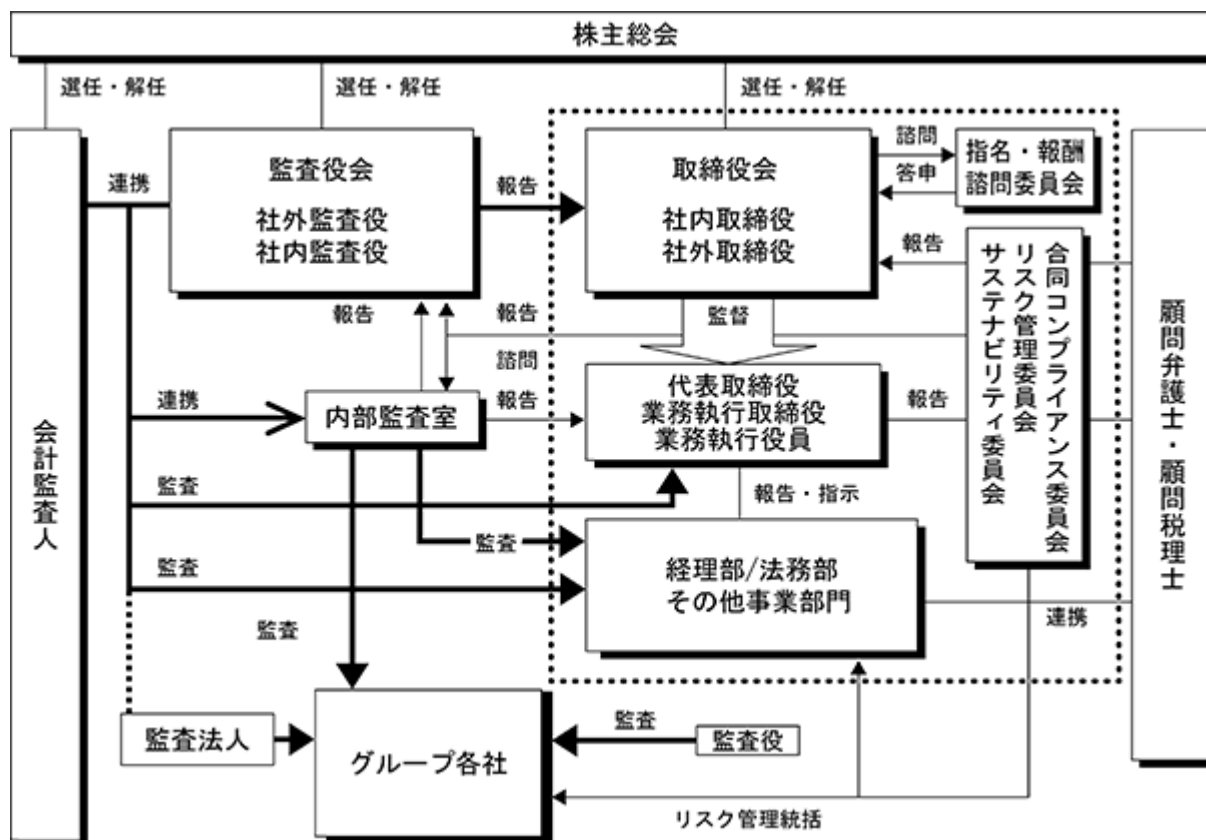 株主総会
選任・解任
選任・解任
選任・解任
監査役会
社外監査役
社内監査役
連携
報告
取締役会
社内取締役
社外取締役
諮問
答申
指名・報酬
諮問委員会
報告
合同コンプライアンス委員会
リスク管理委員会
サステナビリティ委員会
顧問弁護士・顧問税理士
会計監査人
報告
報告
諮問
監督
連携
内部監査室
報告
代表取締役
業務執行取締役
業務執行役員
報告
監査
報告・指示
監査
監査
経理部/法務部
その他事業部門
連携
監査
監査法人
グループ各社
監査
監査役
リスク管理統括